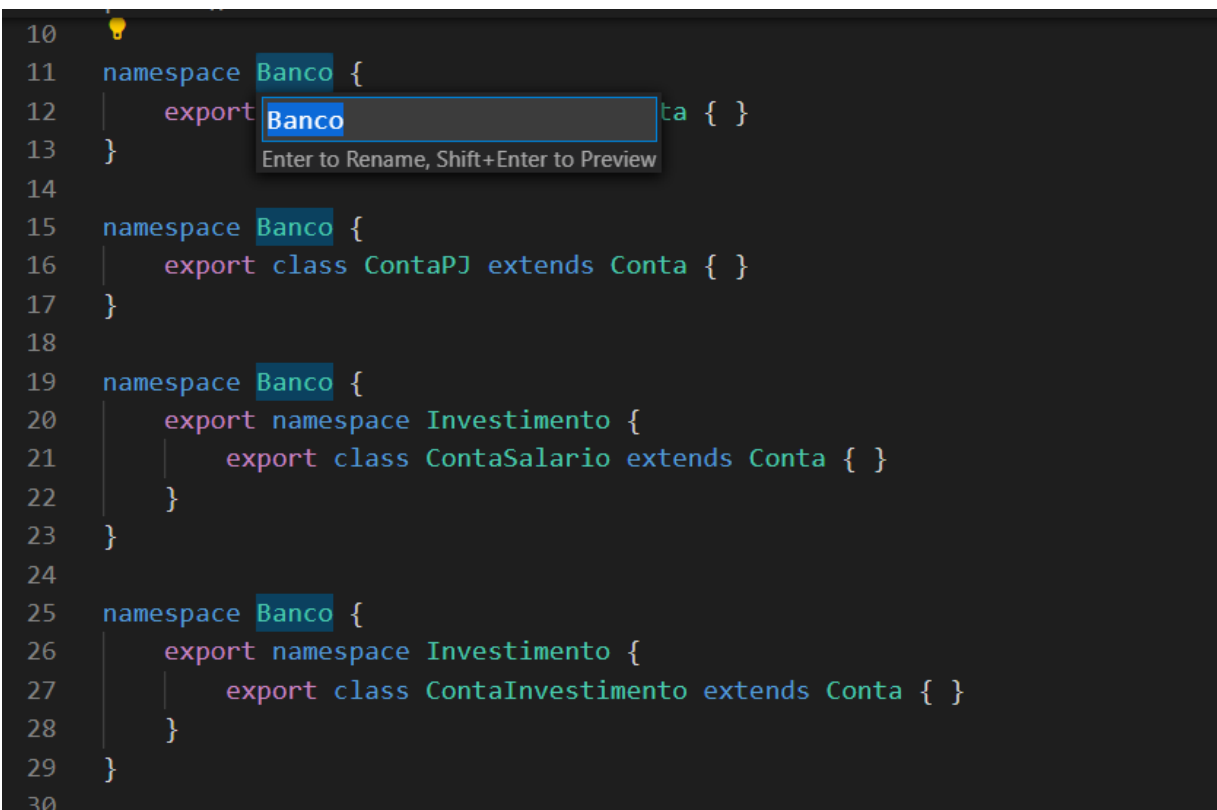 10
11 namespace Banco {
12 export Banco ta { }
Enter to Rename, Shift+Enter to Preview
13 }
14
15 namespace Banco {
16 export class ContaPJ extends Conta { }
17 }
18
19 namespace Banco {
20 export namespace Investimento {
21 export class ContaSalario extends Conta { }
22 }
23 }
24
25 namespace Banco {
26 export namespace Investimento {
27 export class ContaInvestimento extends Conta { }
28 }
29 }
30